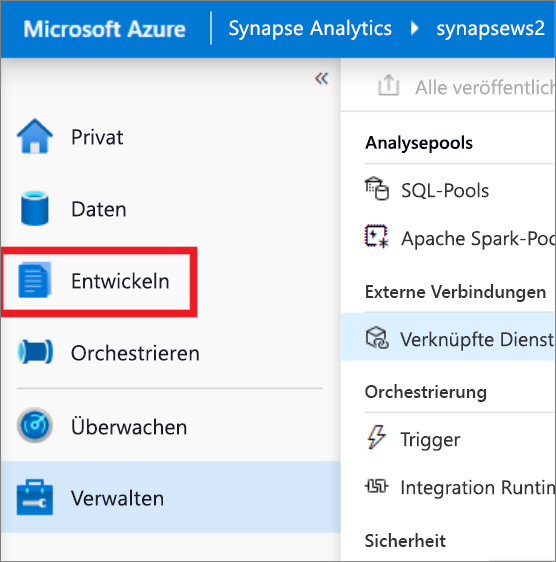 Microsoft Azure
Synapse Analytics
synapsews2
Privat
Daten
Entwickeln
Orchestrieren
Überwachen
Verwalten
Alle veröffentlich
Analysepools
SQL-Pools
Apache Spark-Poo
Externe Verbindungen
Verknüpfte Dienst
Orchestrierung
Trigger
Integration Runtin
Sicherheit